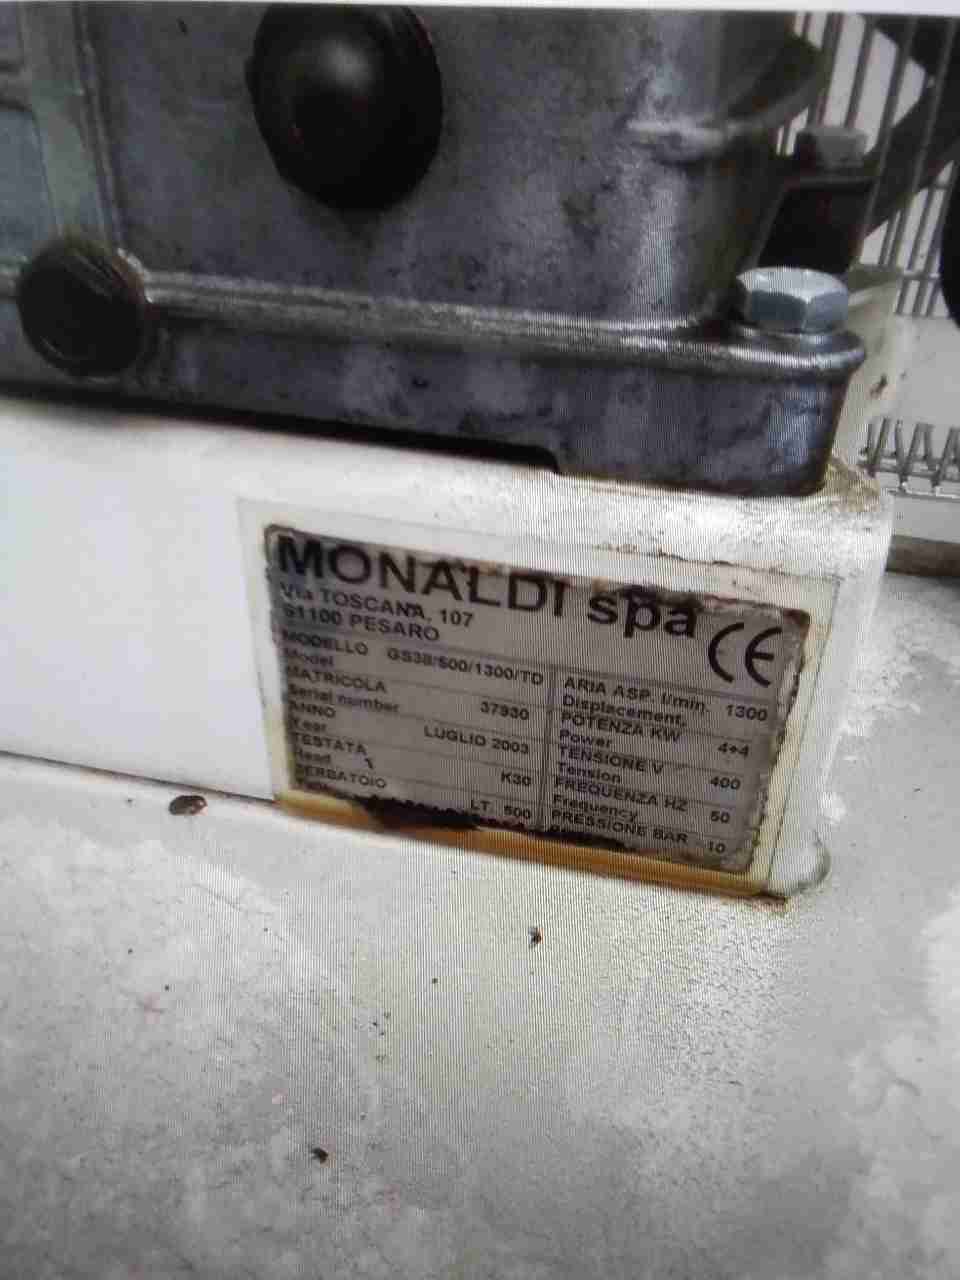 MONALDI spa
Via TOSCANA, 107
61100 PESARO
CE
MODELLO GS38/500/1300/TD
Model
MATRICOLA 37930
Serial number
ANNO LUGLIO 2003
Year
TESTATA K30
Head
SERBATOIO LT. 500
ARIA ASP. l/min. 1300
Displacement.
POTENZA KW 4+4
Power
TENSIONE V 400
Tension
FREQUENZA HZ 50
Frequency
PRESSIONE BAR 10